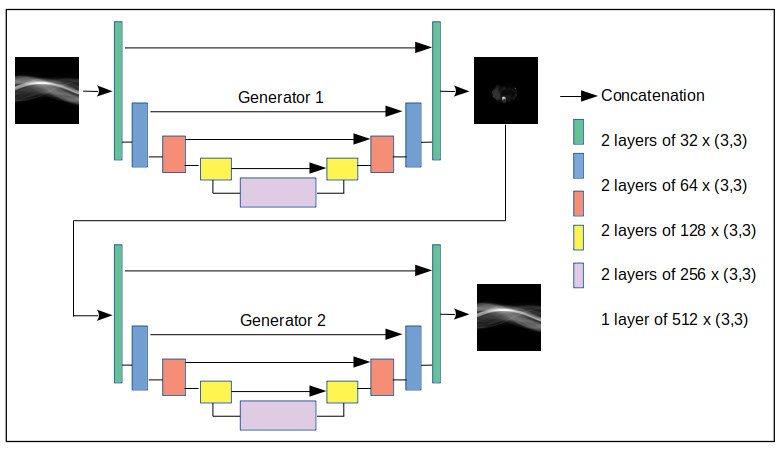 Generator 1
Concatenation
2 layers of 32 x (3,3)
2 layers of 64 x (3,3)
2 layers of 128 x (3,3)
2 layers of 256 x (3,3)
1 layer of 512 x (3,3)
Generator 2